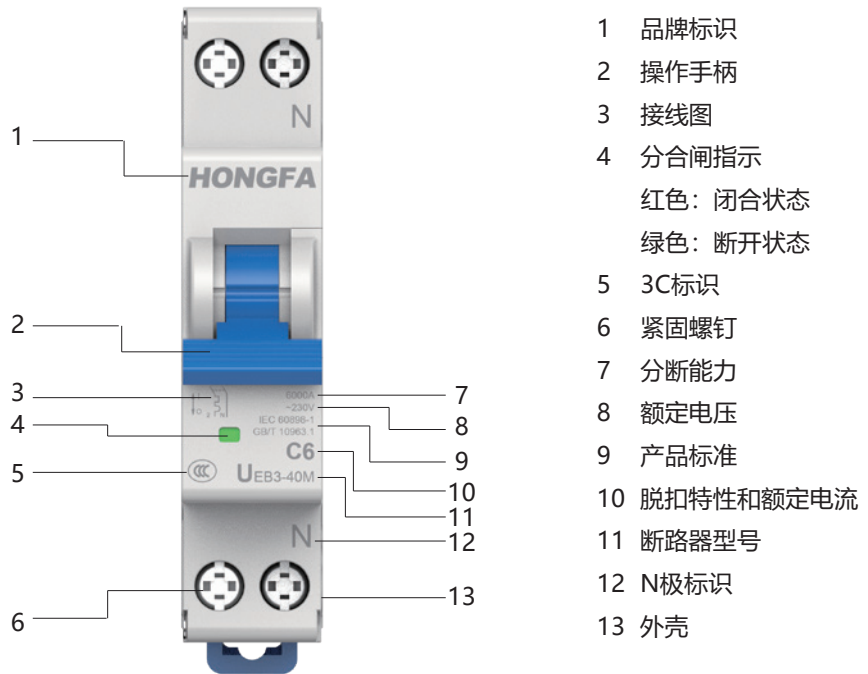 N
HONGFA
6000A
~230V
IEC 60898-1
GB/T 10963.1
C6
UEB3-40M
N
1
2
3
4
5
6
7
8
9
10
11
12
13
1 品牌标识
2 操作手柄
3 接线图
4 分合闸指示
红色：闭合状态
绿色：断开状态
5 3C标识
6 紧固螺钉
7 分断能力
8 额定电压
9 产品标准
10 脱扣特性和额定电流
11 断路器型号
12 N极标识
13 外壳